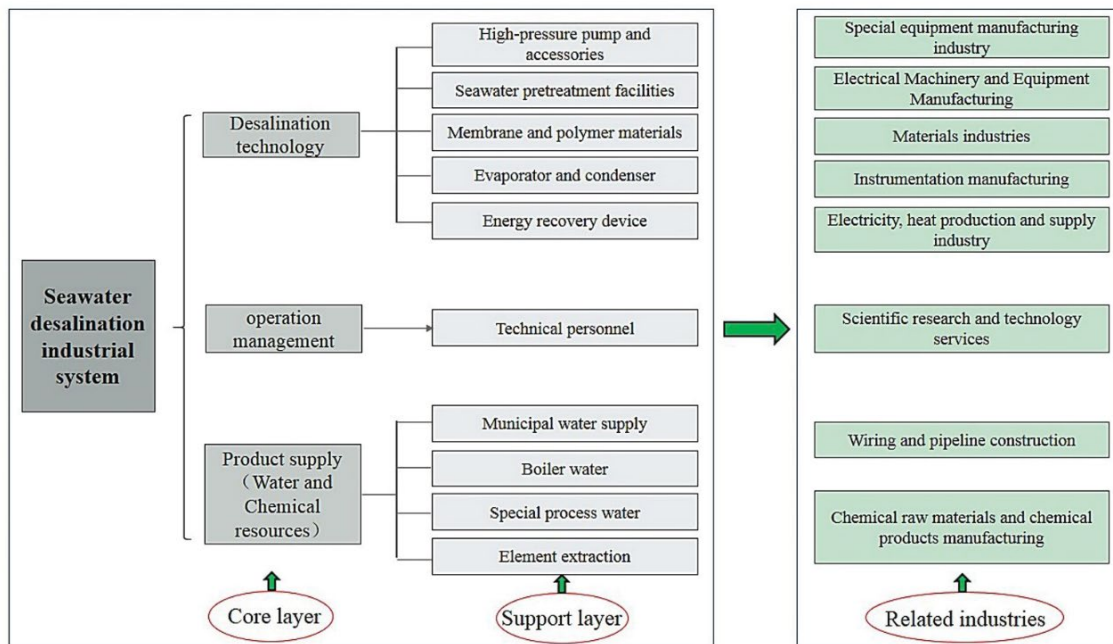 Seawater
desalination
industrial
system
Desalination
technology
operation
management
Product supply
（Water and
Chemical
resources）
Core layer
High-pressure pump and
accessories
Seawater pretreatment facilities
Membrane and polymer materials
Evaporator and condenser
Energy recovery device
Technical personnel
Municipal water supply
Boiler water
Special process water
Element extraction
Support layer
Special equipment manufacturing
industry
Electrical Machinery and Equipment
Manufacturing
Materials industries
Instrumentation manufacturing
Electricity, heat production and supply
industry
Scientific research and technology
services
Wiring and pipeline construction
Chemical raw materials and chemical
products manufacturing
Related industries